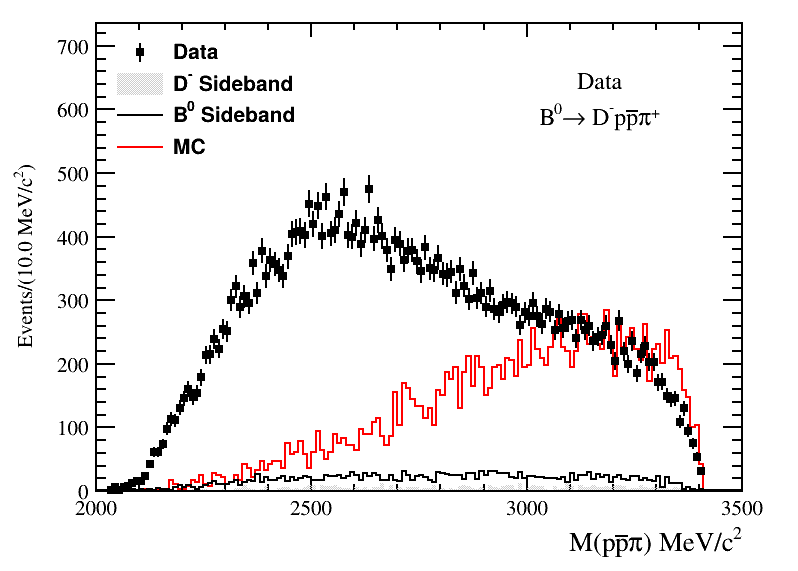 700
600
500
400
300
200
100
0
2000
2500
3000
3500
Events/(10.0 MeV/c²)
M(pp̅π) MeV/c²
Data
D⁻ Sideband
B⁰ Sideband
MC
Data
B⁰→ D⁻pp̅π⁺